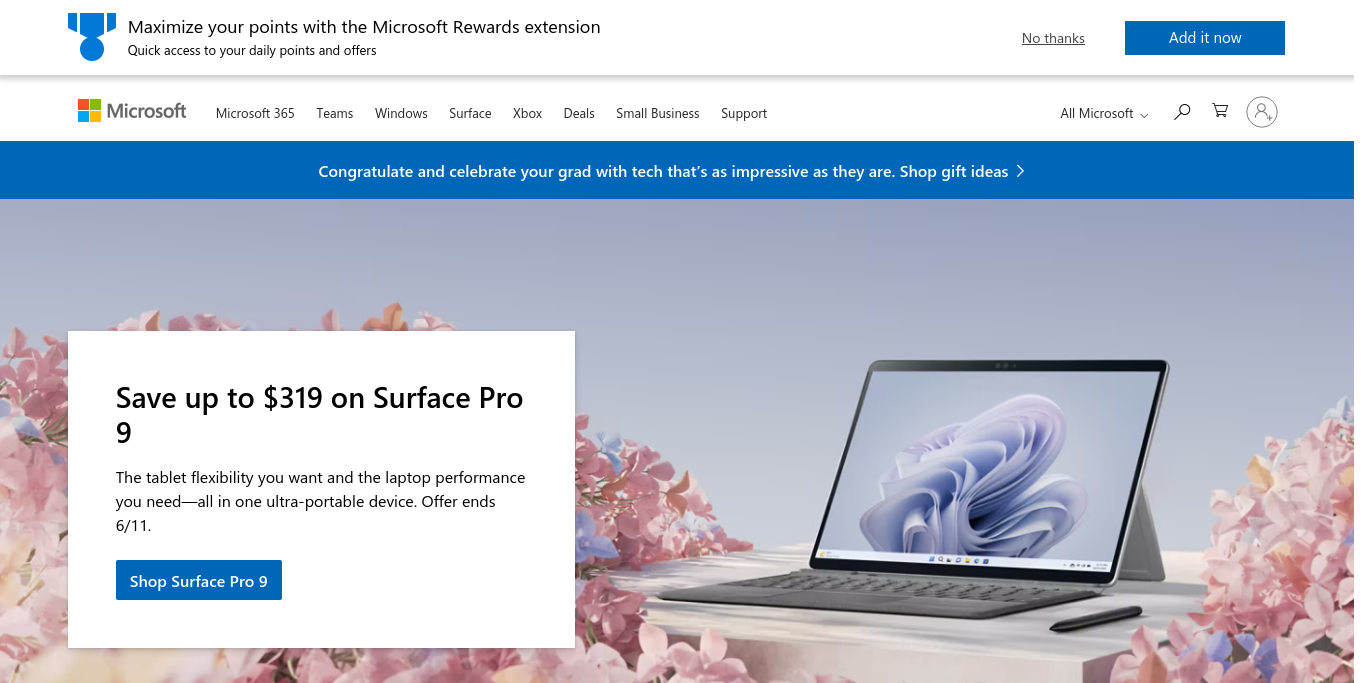 Maximize your points with the Microsoft Rewards extension
Quick access to your daily points and offers
No thanks
Add it now
Microsoft
Microsoft 365
Teams
Windows
Surface
Xbox
Deals
Small Business
Support
All Microsoft
Congratulate and celebrate your grad with tech that’s as impressive as they are. Shop gift ideas
Save up to $319 on Surface Pro
9
The tablet flexibility you want and the laptop performance
you need—all in one ultra-portable device. Offer ends
6/11.
Shop Surface Pro 9